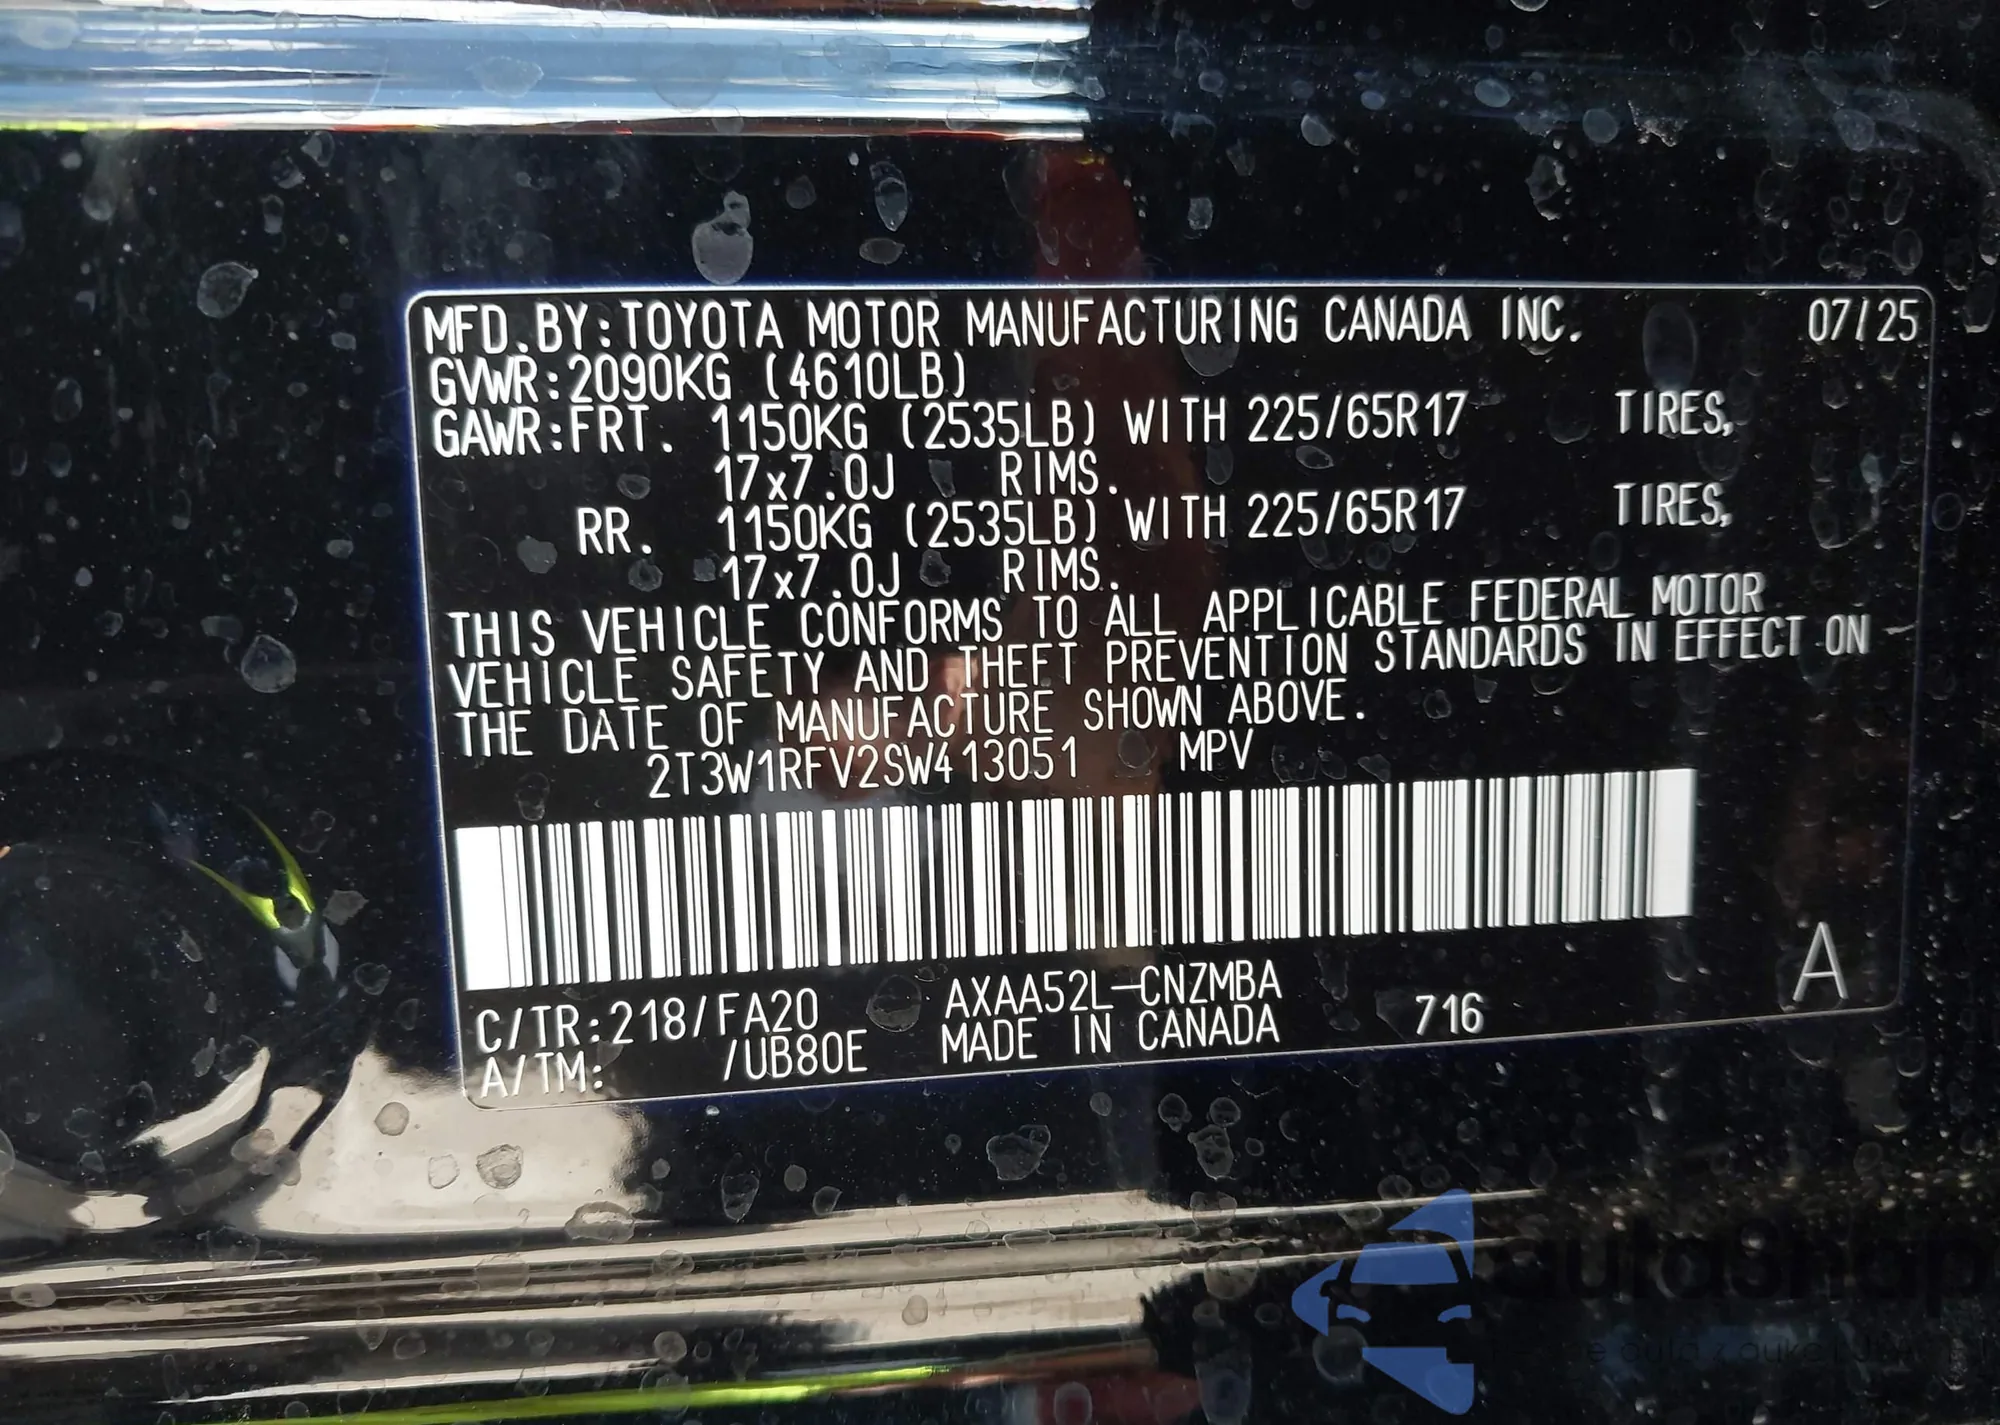 MFD.BY:TOYOTA MOTOR MANUFACTURING CANADA INC. 07/25
GVWR:2090KG (4610LB)
GAWR:FRT. 1150KG (2535LB) WITH 225/65R17 TIRES,
17x7.0J RIMS.
RR. 1150KG (2535LB) WITH 225/65R17 TIRES,
17x7.0J RIMS.
THIS VEHICLE CONFORMS TO ALL APPLICABLE FEDERAL MOTOR
VEHICLE SAFETY AND THEFT PREVENTION STANDARDS IN EFFECT ON
THE DATE OF MANUFACTURE SHOWN ABOVE.
2T3W1RFV2SW413051 MPV
C/TR:218/FA20 AXAA52L-CNZMBA 716 A
A/TM: /UB80E MADE IN CANADA
autoshop